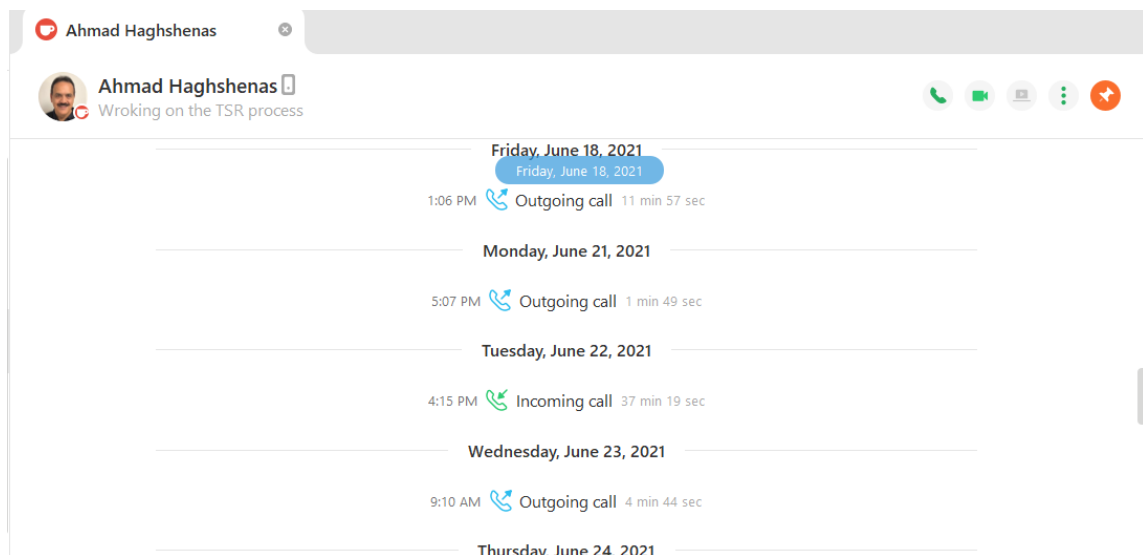 Ahmad Haghshenas
Ahmad Haghshenas
Wroking on the TSR process
Friday, June 18, 2021
Friday, June 18, 2021
1:06 PM Outgoing call 11 min 57 sec
Monday, June 21, 2021
5:07 PM Outgoing call 1 min 49 sec
Tuesday, June 22, 2021
4:15 PM Incoming call 37 min 19 sec
Wednesday, June 23, 2021
9:10 AM Outgoing call 4 min 44 sec
Thursday, June 24, 2021